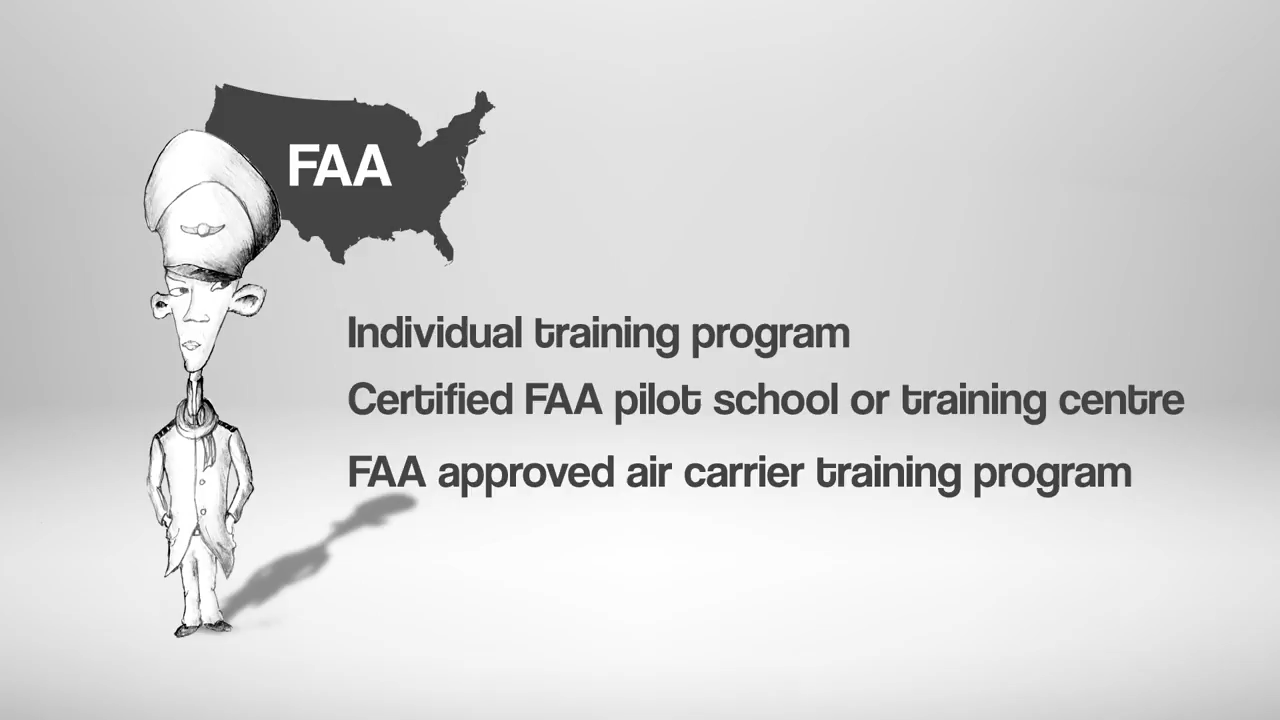 FAA
Individual training program
Certified FAA pilot school or training centre
FAA approved air carrier training program